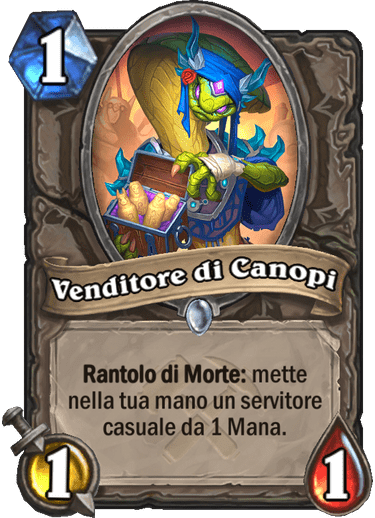 1
Venditore di Canopi
Rantolo di Morte: mette
nella tua mano un servitore
casuale da 1 Mana.
1
1